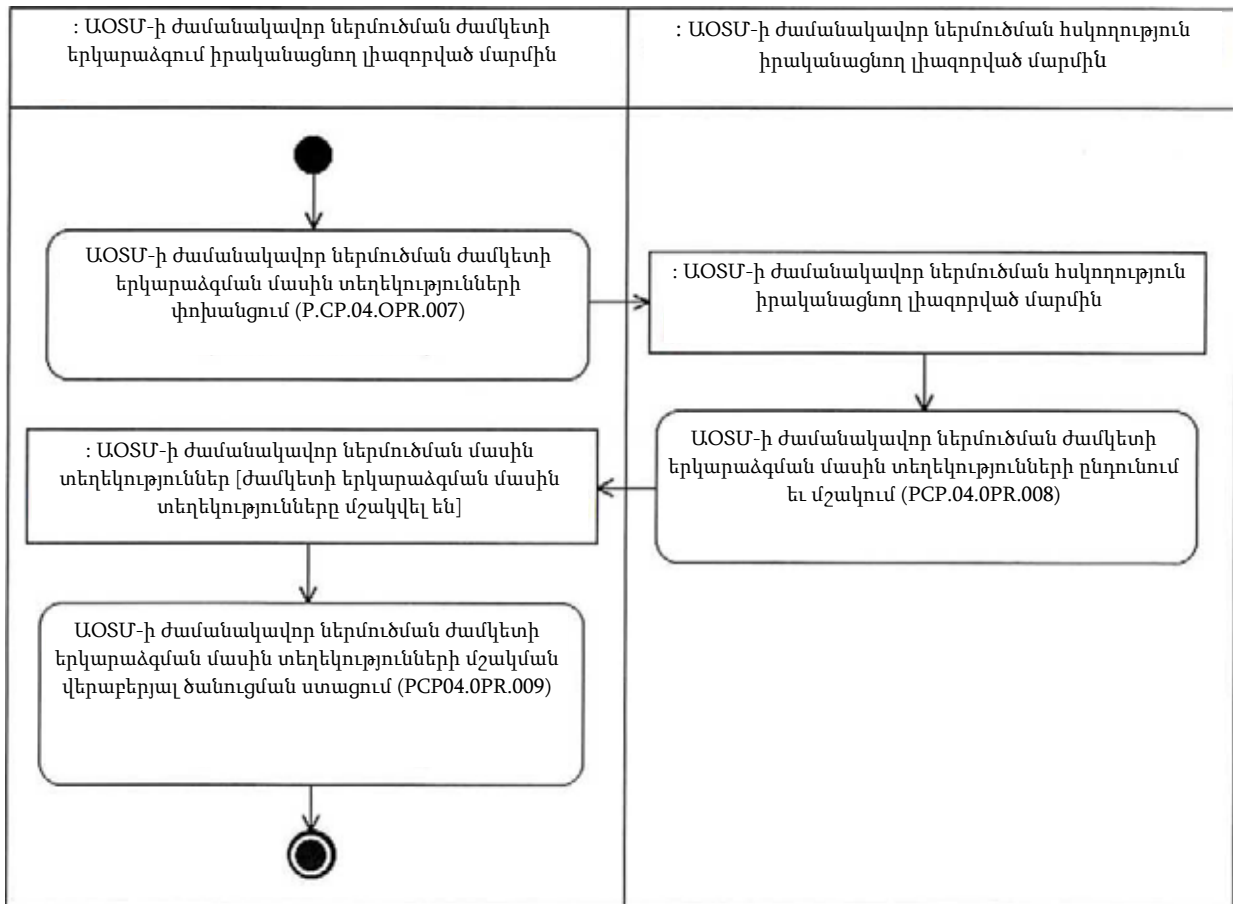 : ԱՕՏՄ-ի ժամանակավոր ներմուծման ժամկետի
երկարաձգում իրականացնող լիազորված մարմին
: ԱՕՏՄ-ի ժամանակավոր ներմուծման հսկողություն
իրականացնող լիազորված մարմին
ԱՕՏՄ-ի ժամանակավոր ներմուծման ժամկետի
երկարաձգման մասին տեղեկությունների
փոխանցում (P.CP.04.OPR.007)
: ԱՕՏՄ-ի ժամանակավոր ներմուծման հսկողություն
իրականացնող լիազորված մարմին
ԱՕՏՄ-ի ժամանակավոր ներմուծման ժամկետի
երկարաձգման մասին տեղեկությունների ընդունում
եւ մշակում (PCP.04.0PR.008)
: ԱՕՏՄ-ի ժամանակավոր ներմուծման մասին
տեղեկություններ [ժամկետի երկարաձգման մասին
տեղեկությունները մշակվել են]
ԱՕՏՄ-ի ժամանակավոր ներմուծման ժամկետի
երկարաձգման մասին տեղեկությունների մշակման
վերաբերյալ ծանուցման ստացում (PCP04.0PR.009)